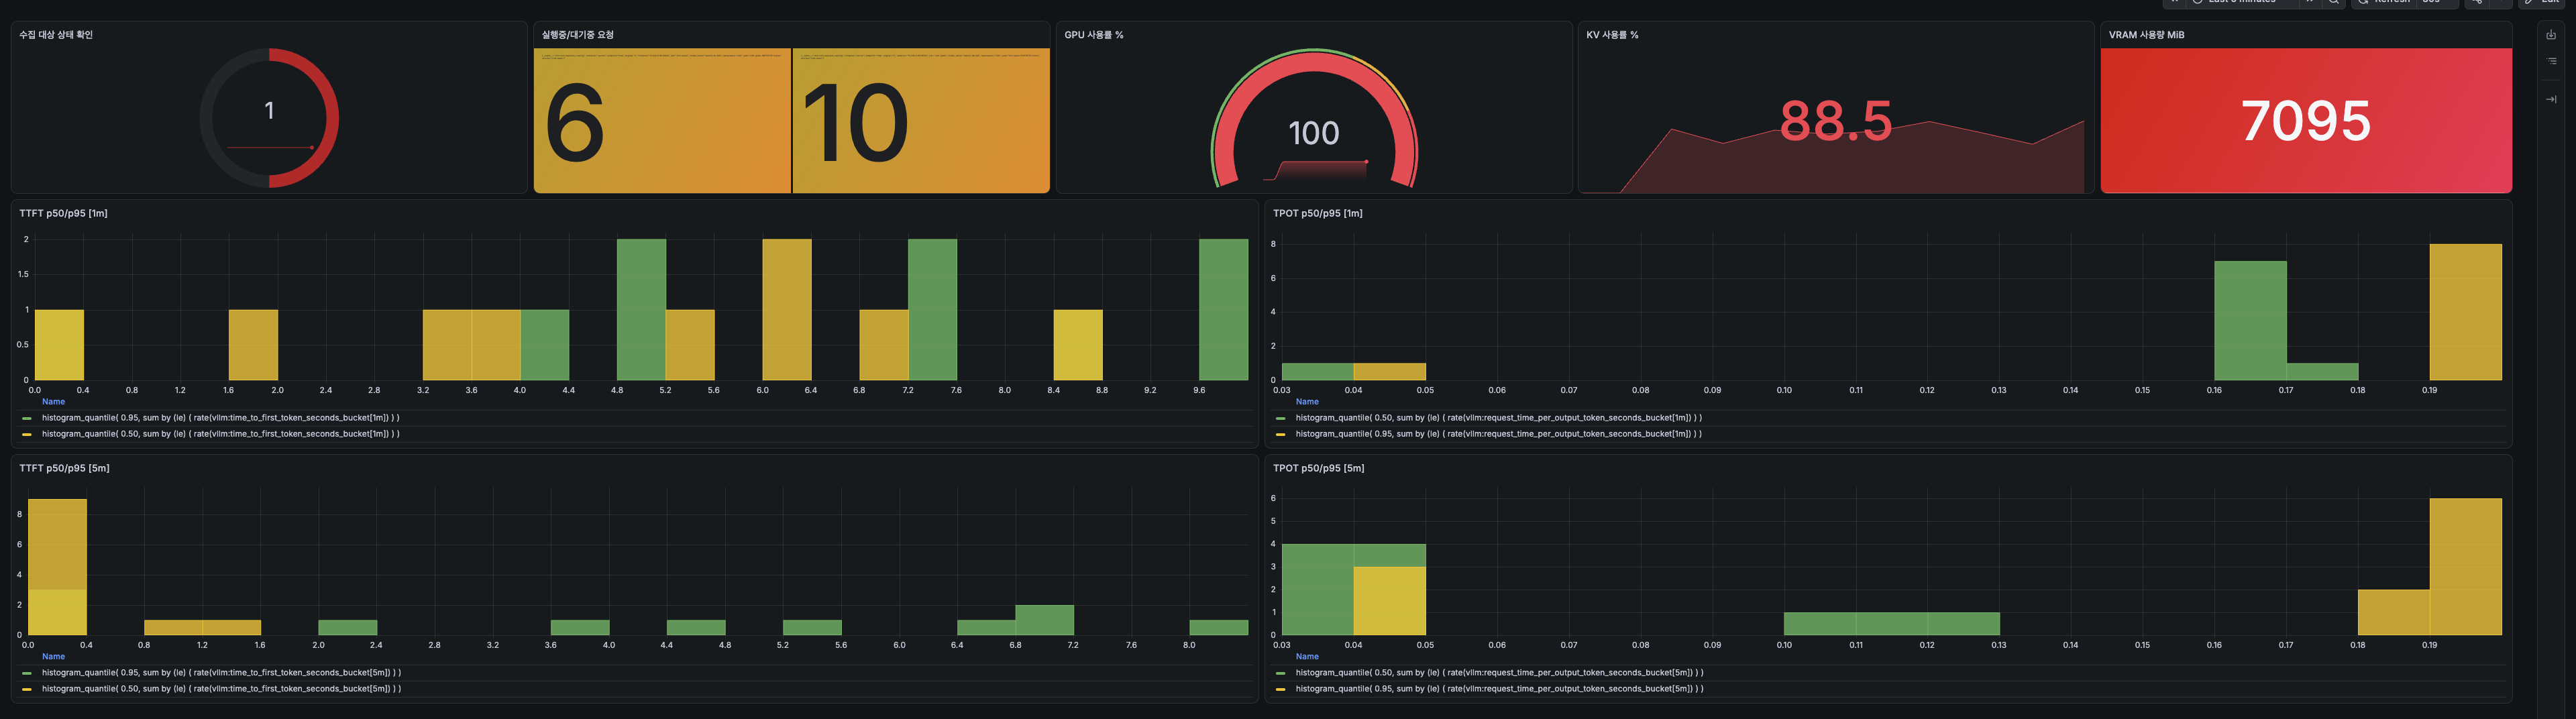 Last 5 minutes
Refresh
30s
Edit
수집 대상 상태 확인
1
실행중/대기중 요청
6
10
GPU 사용률 %
100
KV 사용률 %
88.5
VRAM 사용량 MiB
7095
TTFT p50/p95 [1m]
2
1.5
1
0.5
0
0.0 0.4 0.8 1.2 1.6 2.0 2.4 2.8 3.2 3.6 4.0 4.4 4.8 5.2 5.6 6.0 6.4 6.8 7.2 7.6 8.0 8.4 8.8 9.2 9.6
Name
histogram_quantile( 0.95, sum by (le) ( rate(vllm:time_to_first_token_seconds_bucket[1m]) ) )
histogram_quantile( 0.50, sum by (le) ( rate(vllm:time_to_first_token_seconds_bucket[1m]) ) )
TPOT p50/p95 [1m]
8
6
4
2
0
0.03 0.04 0.05 0.06 0.07 0.08 0.09 0.10 0.11 0.12 0.13 0.14 0.15 0.16 0.17 0.18 0.19
Name
histogram_quantile( 0.50, sum by (le) ( rate(vllm:request_time_per_output_token_seconds_bucket[1m]) ) )
histogram_quantile( 0.95, sum by (le) ( rate(vllm:request_time_per_output_token_seconds_bucket[1m]) ) )
TTFT p50/p95 [5m]
8
6
4
2
0
0.0 0.4 0.8 1.2 1.6 2.0 2.4 2.8 3.2 3.6 4.0 4.4 4.8 5.2 5.6 6.0 6.4 6.8 7.2 7.6 8.0
Name
histogram_quantile( 0.95, sum by (le) ( rate(vllm:time_to_first_token_seconds_bucket[5m]) ) )
histogram_quantile( 0.50, sum by (le) ( rate(vllm:time_to_first_token_seconds_bucket[5m]) ) )
TPOT p50/p95 [5m]
6
5
4
3
2
1
0
0.03 0.04 0.05 0.06 0.07 0.08 0.09 0.10 0.11 0.12 0.13 0.14 0.15 0.16 0.17 0.18 0.19
Name
histogram_quantile( 0.50, sum by (le) ( rate(vllm:request_time_per_output_token_seconds_bucket[5m]) ) )
histogram_quantile( 0.95, sum by (le) ( rate(vllm:request_time_per_output_token_seconds_bucket[5m]) ) )